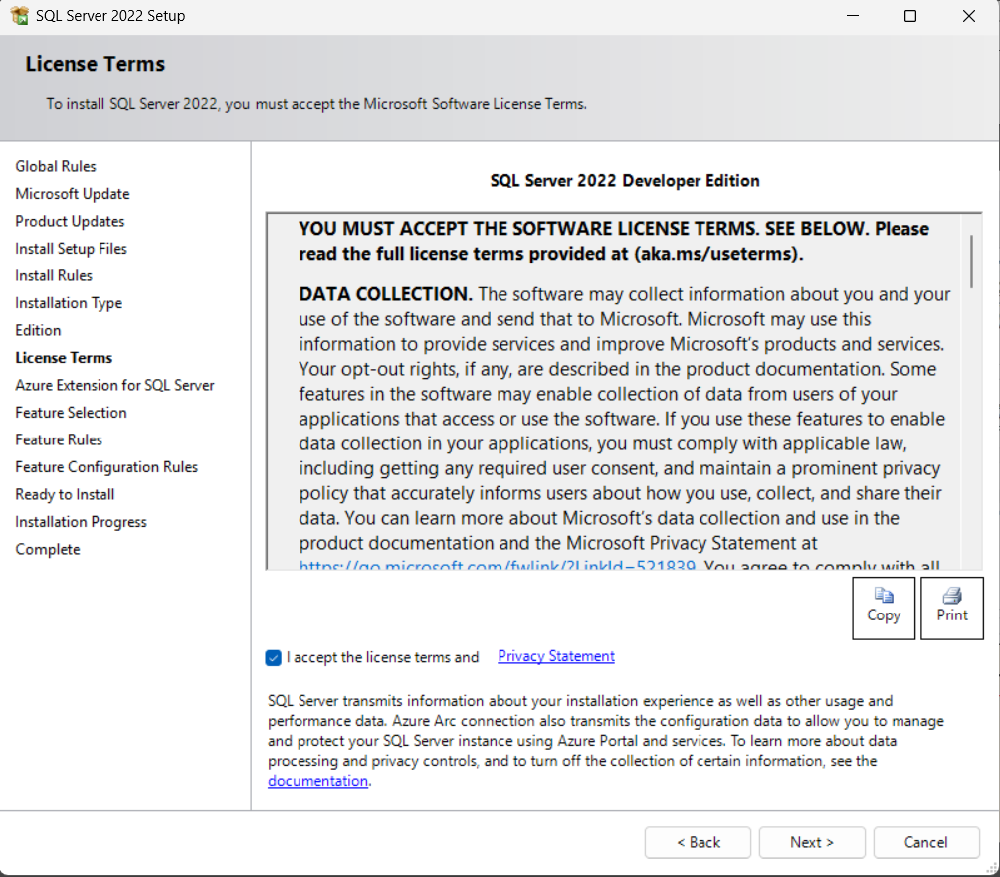 SQL Server 2022 Setup
License Terms
To install SQL Server 2022, you must accept the Microsoft Software License Terms.
Global Rules
Microsoft Update
Product Updates
Install Setup Files
Install Rules
Installation Type
Edition
License Terms
Azure Extension for SQL Server
Feature Selection
Feature Rules
Feature Configuration Rules
Ready to Install
Installation Progress
Complete
SQL Server 2022 Developer Edition
YOU MUST ACCEPT THE SOFTWARE LICENSE TERMS. SEE BELOW. Please
read the full license terms provided at (aka.ms/useterms).
DATA COLLECTION. The software may collect information about you and your
use of the software and send that to Microsoft. Microsoft may use this
information to provide services and improve Microsoft's products and services.
Your opt-out rights, if any, are described in the product documentation. Some
features in the software may enable collection of data from users of your
applications that access or use the software. If you use these features to enable
data collection in your applications, you must comply with applicable law,
including getting any required user consent, and maintain a prominent privacy
policy that accurately informs users about how you use, collect, and share their
data. You can learn more about Microsoft's data collection and use in the
product documentation and the Microsoft Privacy Statement at
https://go.microsoft.com/fwlink/?LinkId=521839. You agree to comply with all
Copy
Print
I accept the license terms and Privacy Statement
SQL Server transmits information about your installation experience as well as other usage and
performance data. Azure Arc connection also transmits the configuration data to allow you to manage
and protect your SQL Server instance using Azure Portal and services. To learn more about data
processing and privacy controls, and to turn off the collection of certain information, see the
documentation.
< Back
Next >
Cancel